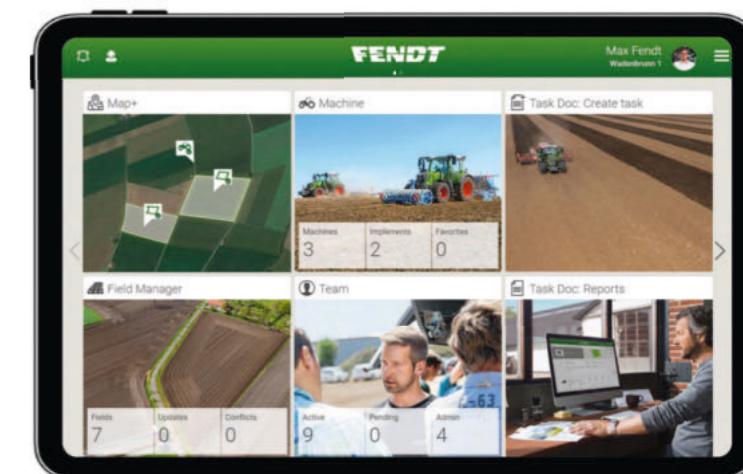 FENDT
Max Fendt
Wadenbrunn 1
Map+
Machine
Task Doc: Create task
Machines
Implements
Favorites
3
2
0
Field Manager
Team
Task Doc: Reports
Fields
Updates
Conflicts
7
0
0
Active
Pending
Admin
9
0
4
-63